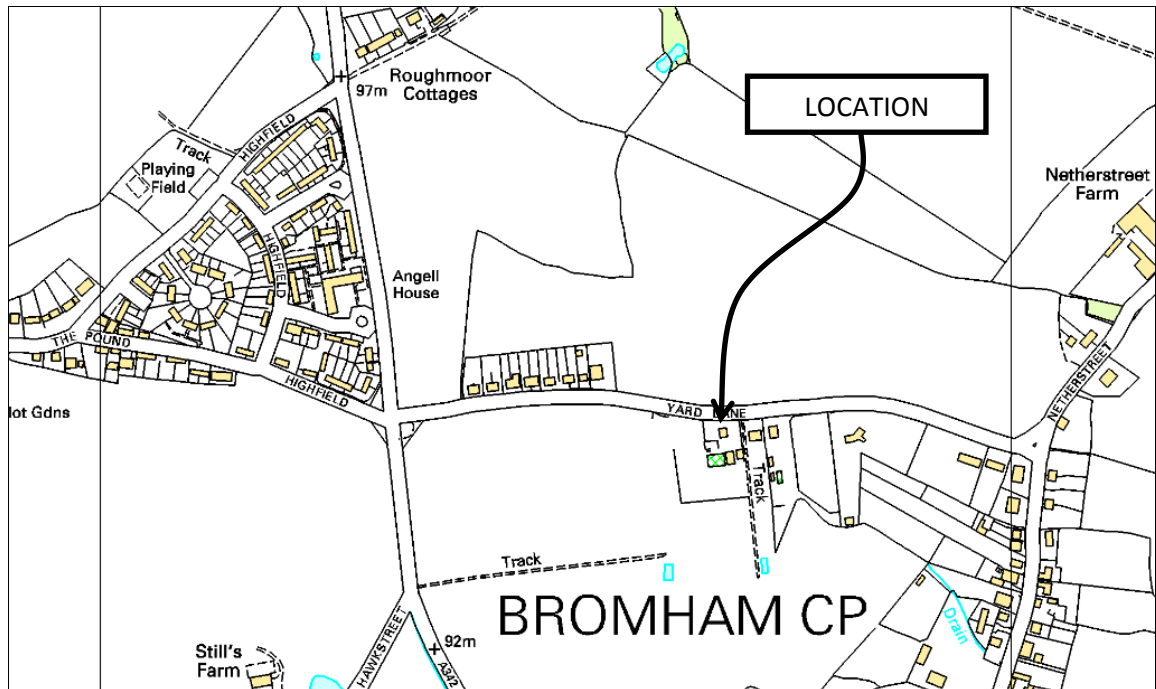 Roughmoor
Cottages
97m
LOCATION
HIGHFIELD
Track
Playing
Field
Netherstreet
Farm
HIGHFIELD
Angell
House
THE POUND
HIGHFIELD
lot Gdns
YARD LANE
NETHERSTREET
Track
Track
BROMHAM CP
Drain
HAWKSTREET
92m
A342
Still's
Farm